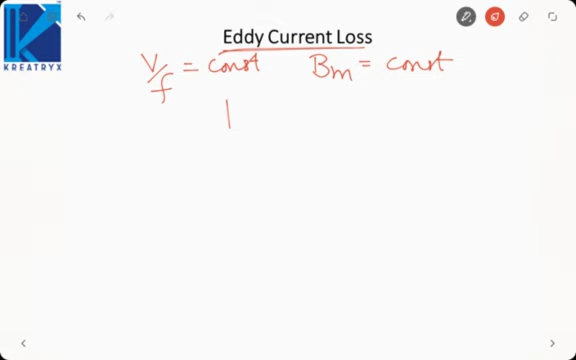 Eddy Current Loss
V/f = const Bm = const
KREATRYX